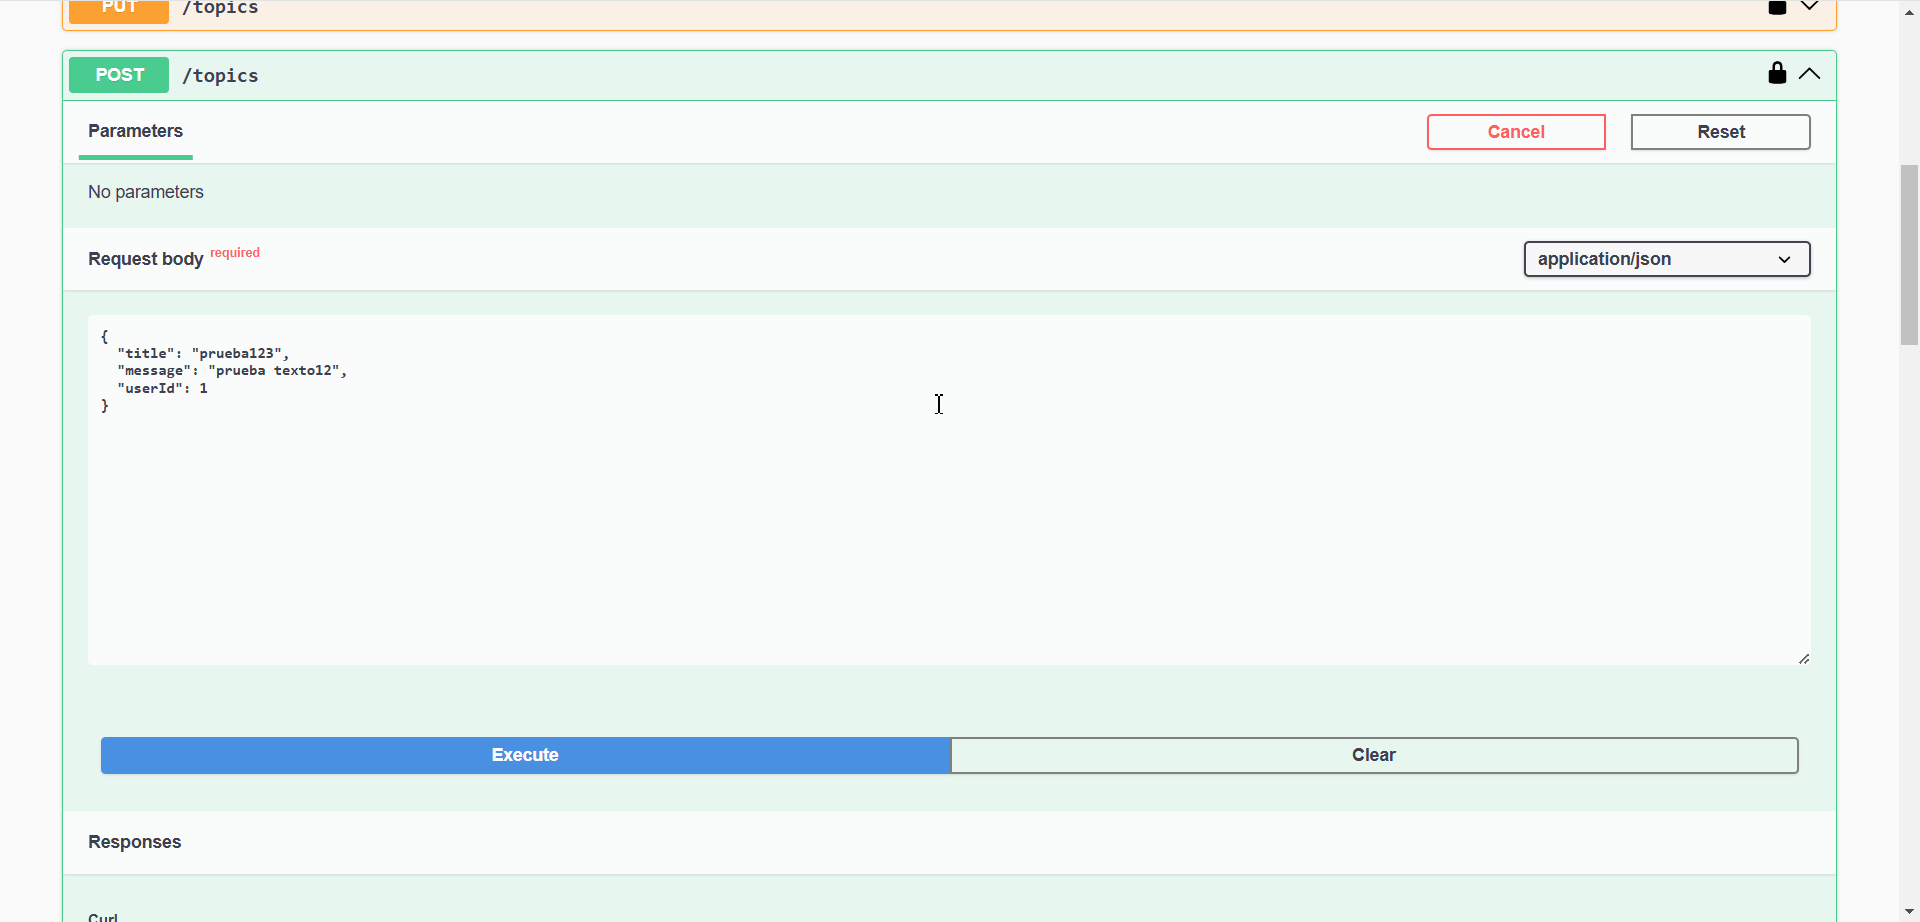 PUT /topics
POST /topics
Parameters
Cancel
Reset
No parameters
Request body required
application/json
{
"title": "prueba123",
"message": "prueba texto12",
"userId": 1
}
Execute
Clear
Responses
Curl